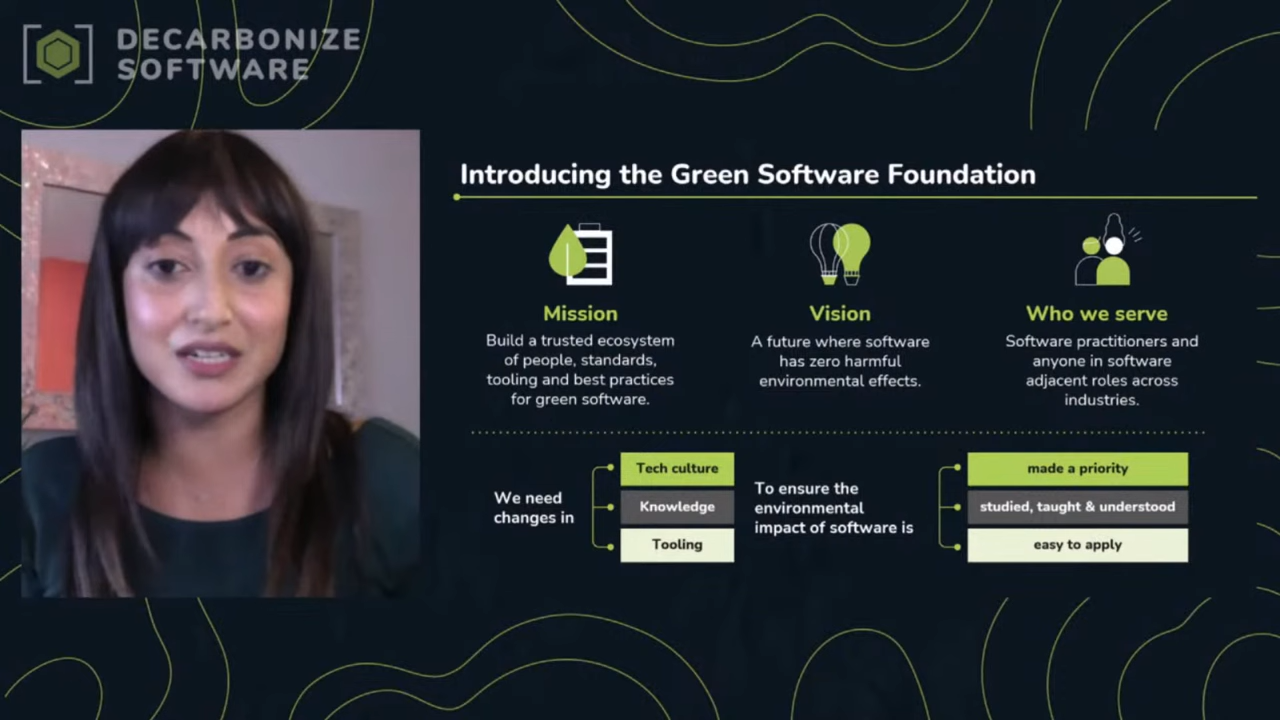 DECARBONIZE
SOFTWARE
Introducing the Green Software Foundation
Mission
Build a trusted ecosystem
of people, standards,
tooling and best practices
for green software.
Vision
A future where software
has zero harmful
environmental effects.
Who we serve
Software practitioners and
anyone in software
adjacent roles across
industries.
We need
changes in
Tech culture
Knowledge
Tooling
To ensure the
environmental
impact of software is
made a priority
studied, taught & understood
easy to apply